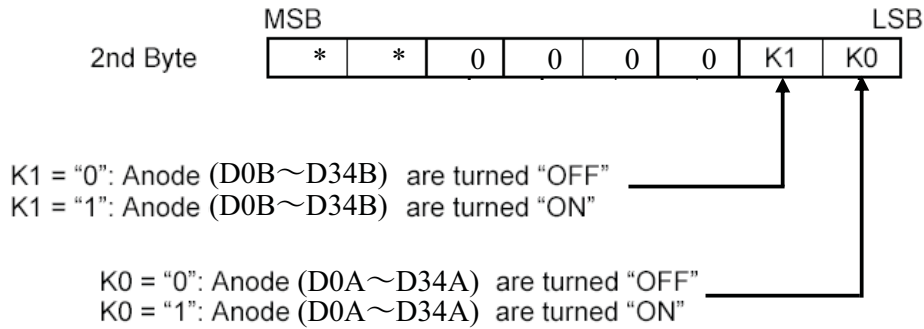 MSB LSB
2nd Byte * * 0 0 0 0 K1 K0
K1 = “0”: Anode (D0B～D34B) are turned “OFF”
K1 = “1”: Anode (D0B～D34B) are turned “ON”
K0 = “0”: Anode (D0A～D34A) are turned “OFF”
K0 = “1”: Anode (D0A～D34A) are turned “ON”